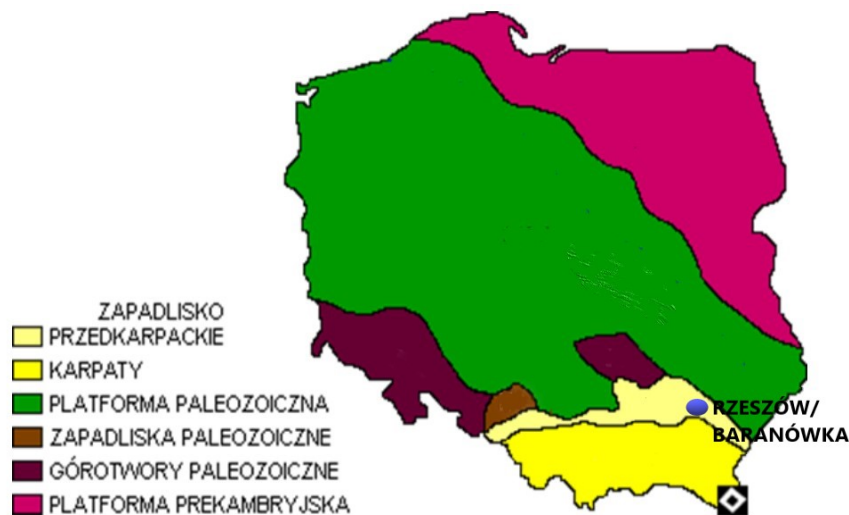 ZAPADLISKO
PRZEDKARPACKIE
KARPATY
PLATFORMA PALEOZOICZNA
ZAPADLISKA PALEOZOICZNE
GÓROTWORY PALEOZOICZNE
PLATFORMA PREKAMBRYJSKA
RZESZÓW/
BARANÓWKA